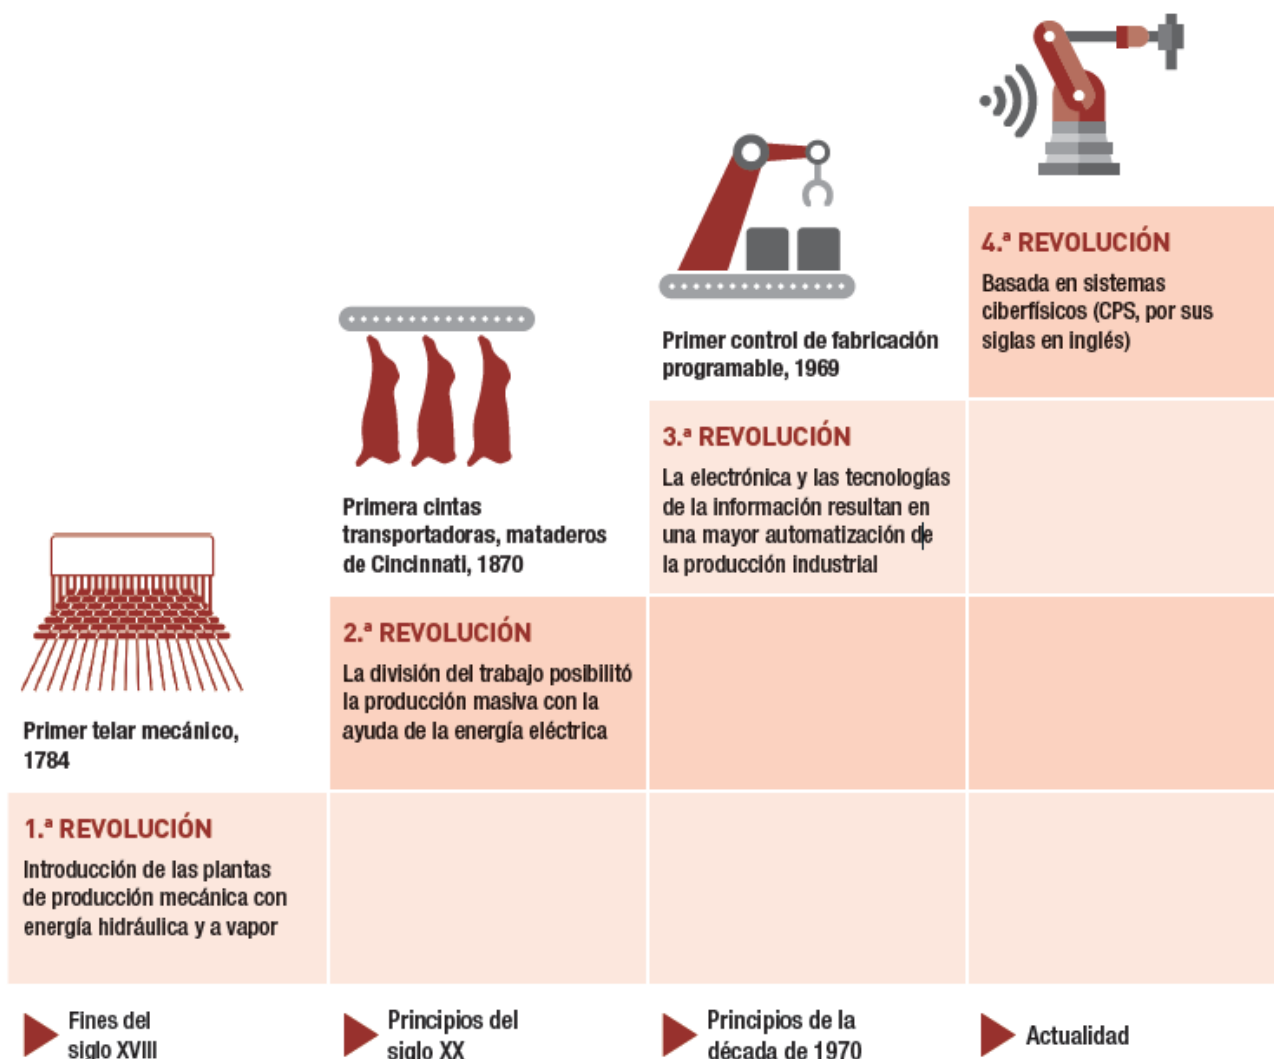 4.ª REVOLUCIÓN
Basada en sistemas
ciberfísicos (CPS, por sus
siglas en inglés)
Primer control de fabricación
programable, 1969
3.ª REVOLUCIÓN
La electrónica y las tecnologías
de la información resultan en
una mayor automatización de
la producción industrial
Primera cintas
transportadoras, mataderos
de Cincinnati, 1870
2.ª REVOLUCIÓN
La división del trabajo posibilitó
la producción masiva con la
ayuda de la energía eléctrica
Primer telar mecánico,
1784
1.ª REVOLUCIÓN
Introducción de las plantas
de producción mecánica con
energía hidráulica y a vapor
Fines del
siglo XVIII
Principios del
siglo XX
Principios de la
década de 1970
Actualidad